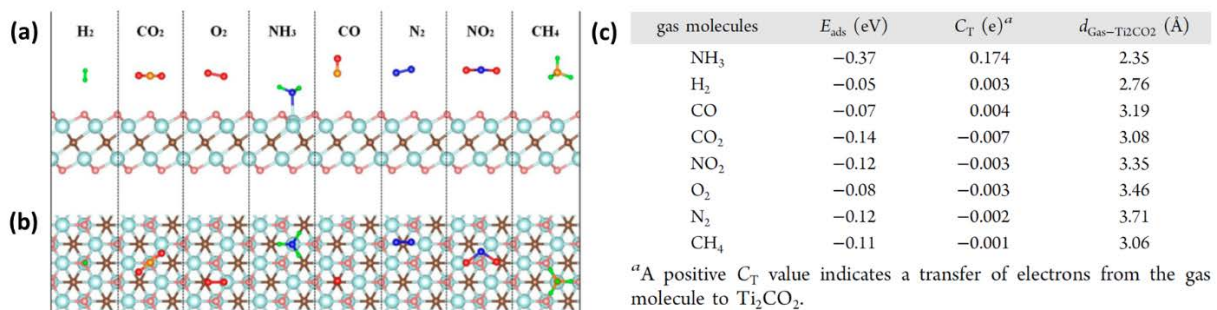 (a)
H₂ CO₂ O₂ NH₃ CO N₂ NO₂ CH₄
(b)
(c)
gas molecules E_ads (eV) C_T (e)ᵃ d_Gas−Ti2CO2 (Å)
NH₃ −0.37 0.174 2.35
H₂ −0.05 0.003 2.76
CO −0.07 0.004 3.19
CO₂ −0.14 −0.007 3.08
NO₂ −0.12 −0.003 3.35
O₂ −0.08 −0.003 3.46
N₂ −0.12 −0.002 3.71
CH₄ −0.11 −0.001 3.06
ᵃA positive C_T value indicates a transfer of electrons from the gas
molecule to Ti₂CO₂.